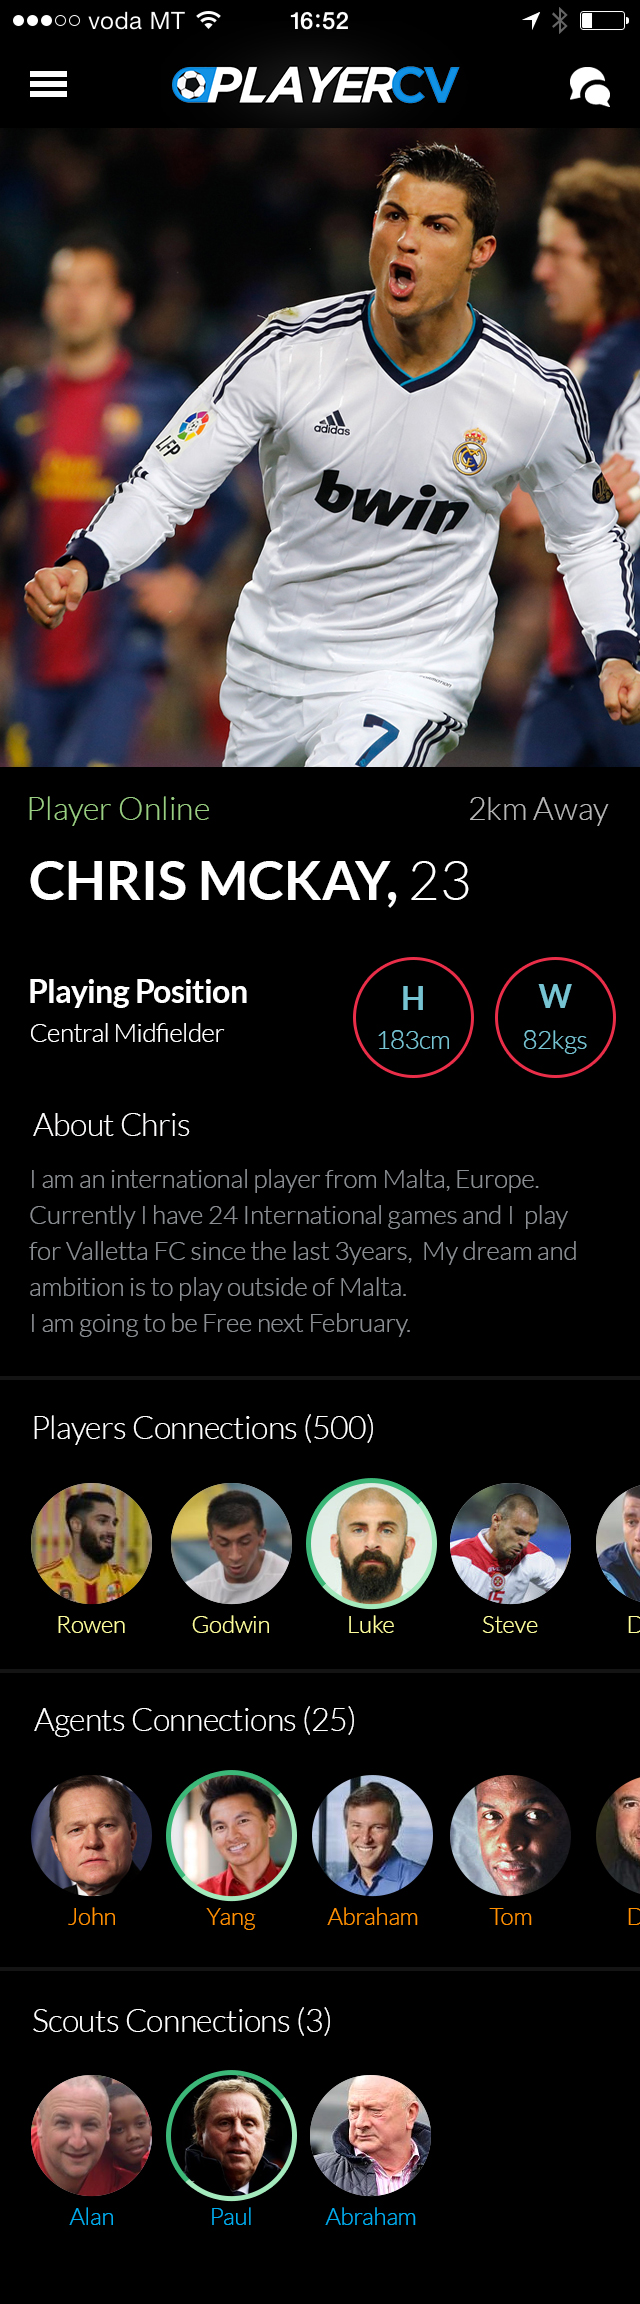 voda MT 16:52
PLAYERCV
adidas
LFP
bwin
7
Player Online 2km Away
CHRIS MCKAY, 23
Playing Position
Central Midfielder
H
183cm
W
82kgs
About Chris
I am an international player from Malta, Europe.
Currently I have 24 International games and I play
for Valletta FC since the last 3years, My dream and
ambition is to play outside of Malta.
I am going to be Free next February.
Players Connections (500)
Rowen Godwin Luke Steve D
Agents Connections (25)
John Yang Abraham Tom D
Scouts Connections (3)
Alan Paul Abraham